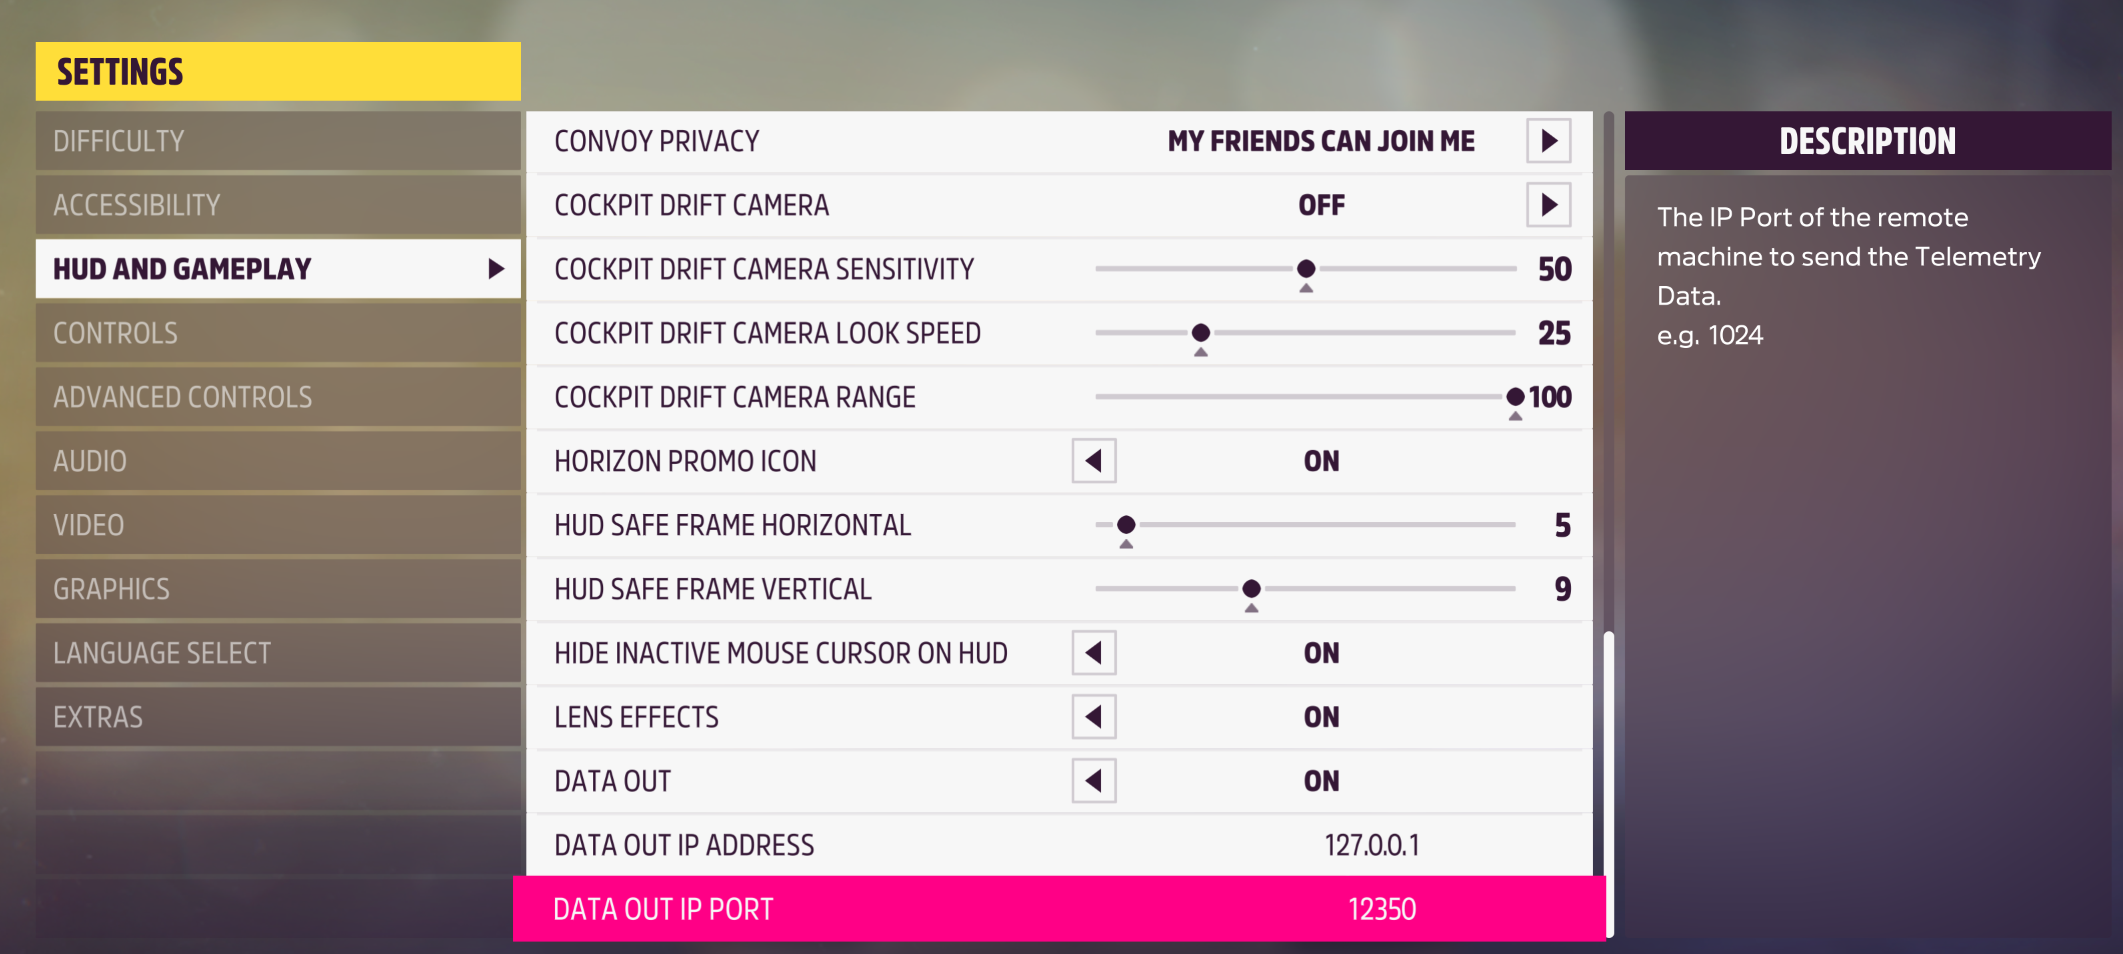 SETTINGS
DIFFICULTY
ACCESSIBILITY
HUD AND GAMEPLAY
CONTROLS
ADVANCED CONTROLS
AUDIO
VIDEO
GRAPHICS
LANGUAGE SELECT
EXTRAS
CONVOY PRIVACY MY FRIENDS CAN JOIN ME
COCKPIT DRIFT CAMERA OFF
COCKPIT DRIFT CAMERA SENSITIVITY 50
COCKPIT DRIFT CAMERA LOOK SPEED 25
COCKPIT DRIFT CAMERA RANGE 100
HORIZON PROMO ICON ON
HUD SAFE FRAME HORIZONTAL 5
HUD SAFE FRAME VERTICAL 9
HIDE INACTIVE MOUSE CURSOR ON HUD ON
LENS EFFECTS ON
DATA OUT ON
DATA OUT IP ADDRESS 127.0.0.1
DATA OUT IP PORT 12350
DESCRIPTION
The IP Port of the remote
machine to send the Telemetry
Data.
e.g. 1024